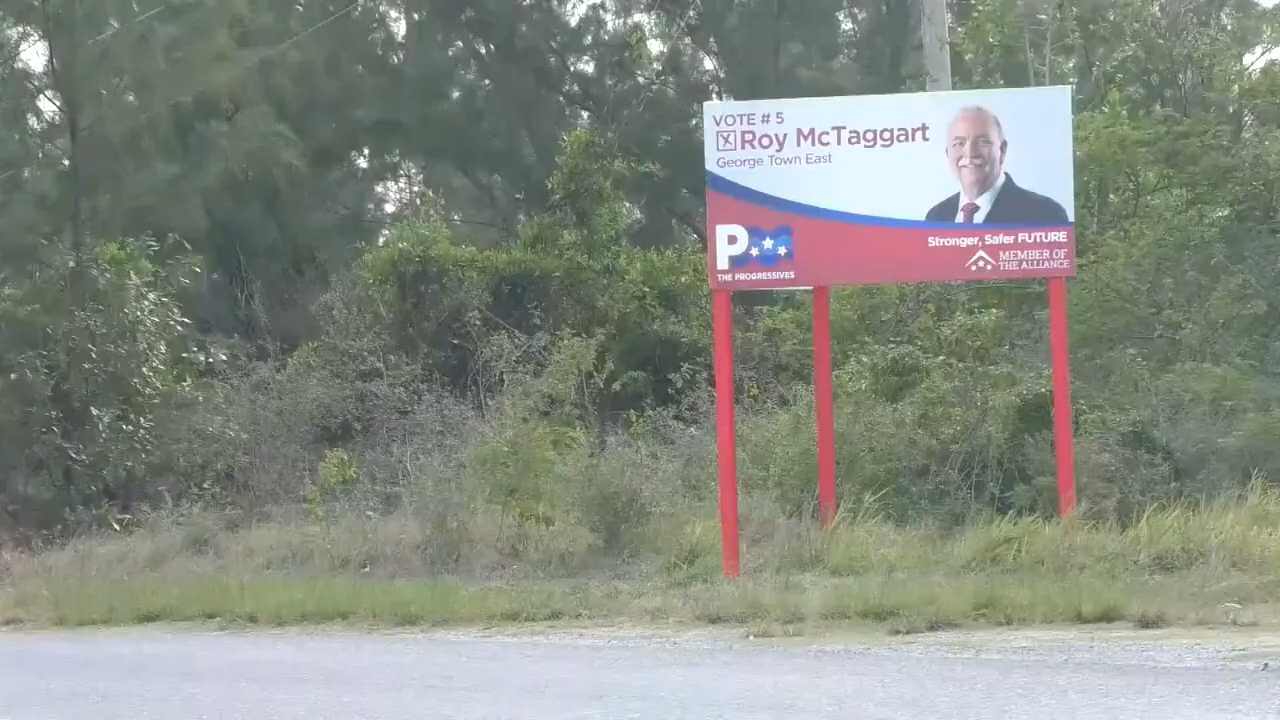 VOTE # 5
Roy McTaggart
George Town East
P
THE PROGRESSIVES
Stronger, Safer FUTURE
MEMBER OF
THE ALLIANCE